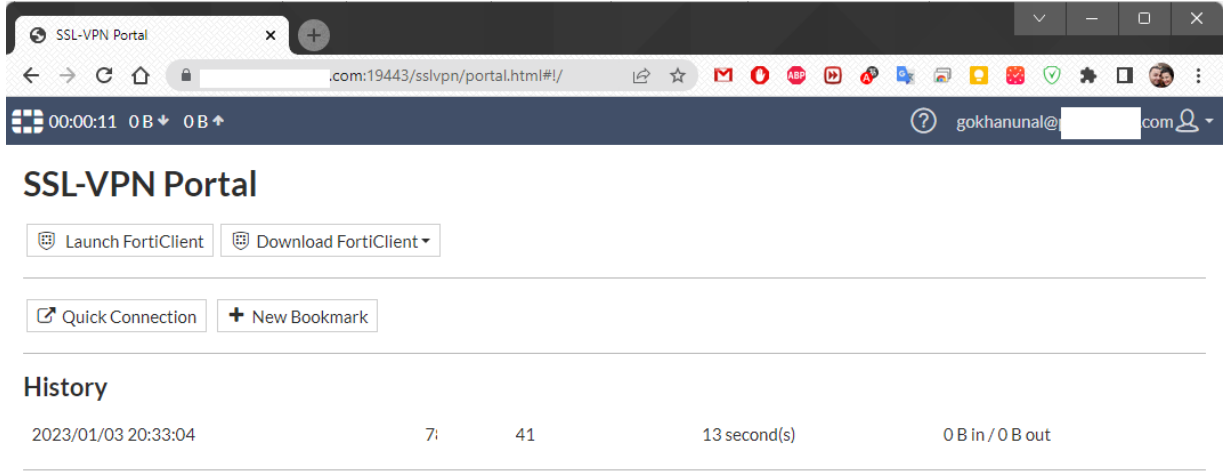 SSL-VPN Portal
.com:19443/sslvpn/portal.html#!/
ABP
00:00:11 0 B 0 B
gokhanunal@ .com
SSL-VPN Portal
Launch FortiClient Download FortiClient
Quick Connection New Bookmark
History
2023/01/03 20:33:04 41 13 second(s) 0 B in / 0 B out